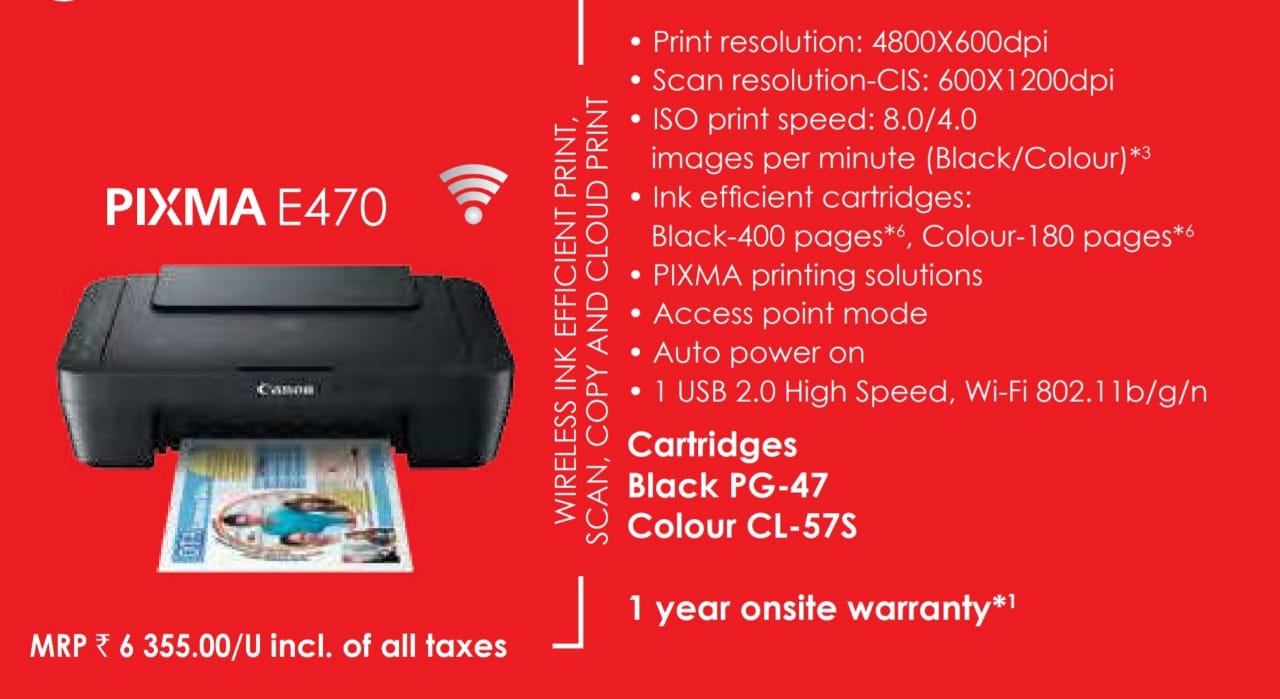 PIXMA E470
Canon
MRP ₹ 6 355.00/U incl. of all taxes
WIRELESS INK EFFICIENT PRINT,
SCAN, COPY AND CLOUD PRINT
• Print resolution: 4800X600dpi
• Scan resolution-CIS: 600X1200dpi
• ISO print speed: 8.0/4.0
images per minute (Black/Colour)*3
• Ink efficient cartridges:
Black-400 pages*6, Colour-180 pages*6
• PIXMA printing solutions
• Access point mode
• Auto power on
• 1 USB 2.0 High Speed, Wi-Fi 802.11b/g/n
Cartridges
Black PG-47
Colour CL-57S
1 year onsite warranty*1